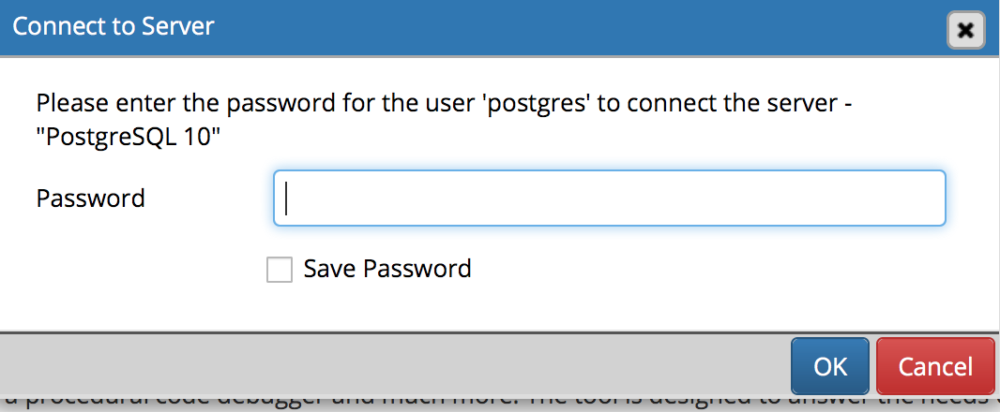 Connect to Server
Please enter the password for the user 'postgres' to connect the server -
"PostgreSQL 10"
Password
Save Password
OK Cancel
a procedural code debugger and much more. The tool is designed to answer the needs